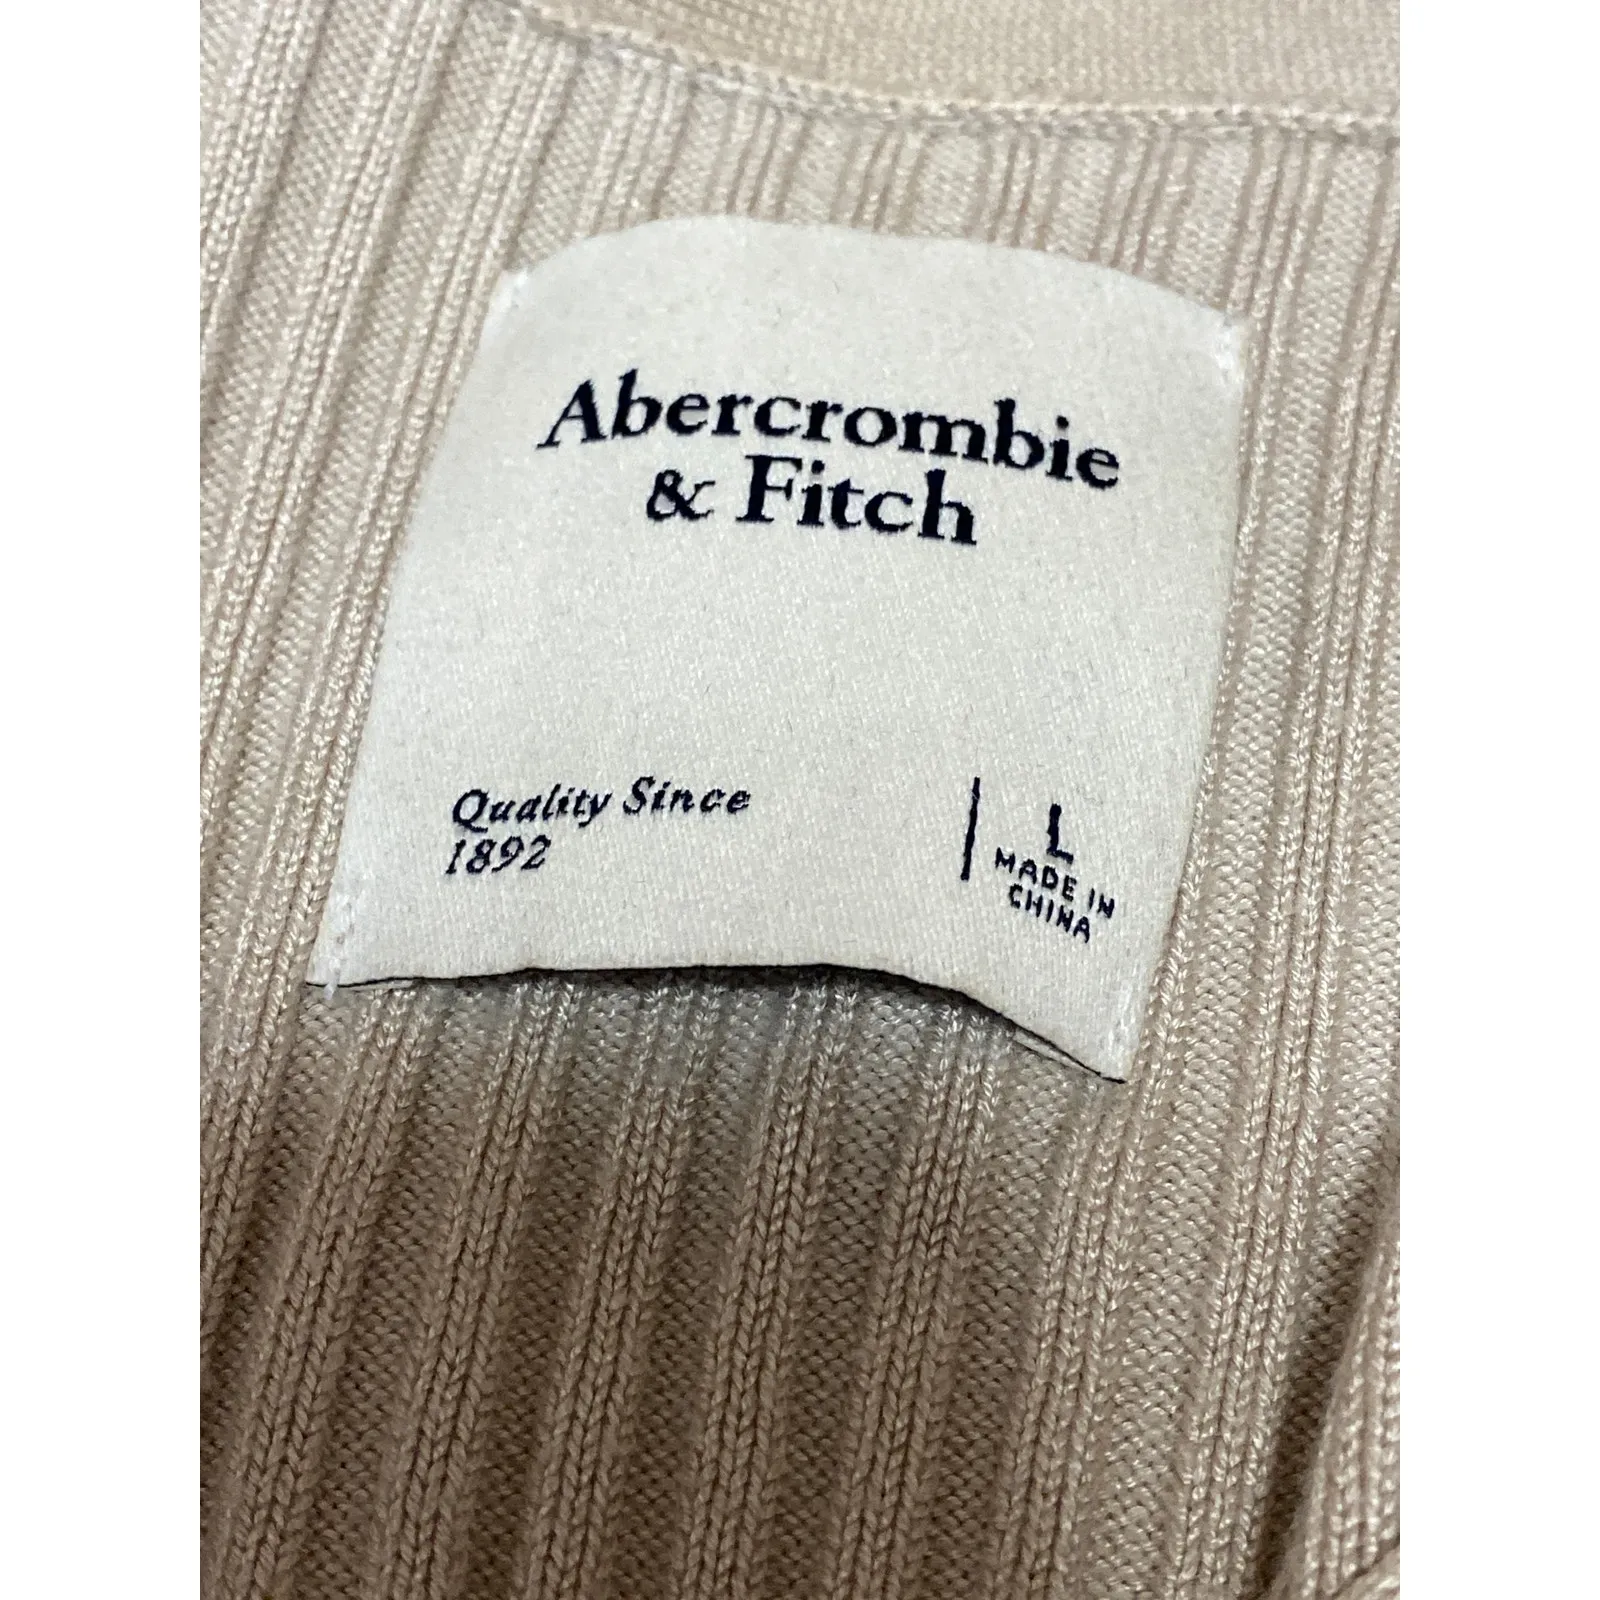 Abercrombie
& Fitch
Quality Since
1892
L
MADE IN
CHINA